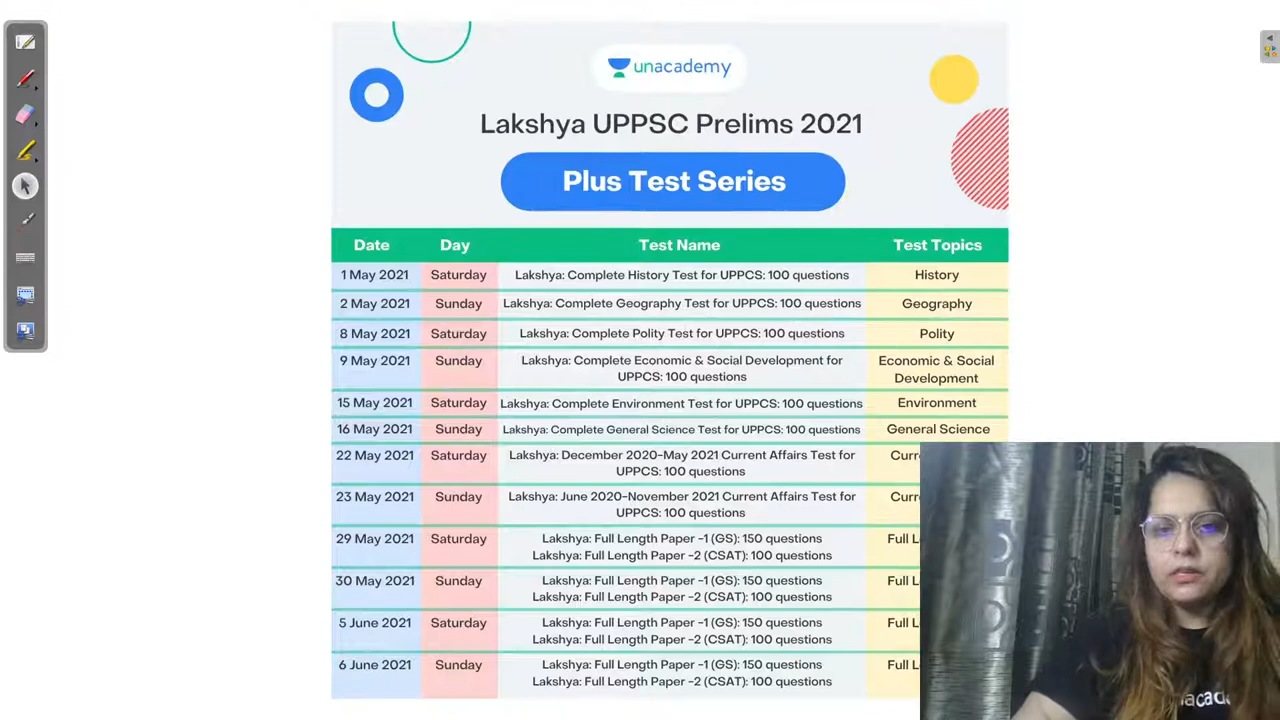 unacademy
Lakshya UPPSC Prelims 2021
Plus Test Series
Date Day Test Name Test Topics
1 May 2021 Saturday Lakshya: Complete History Test for UPPCS: 100 questions History
2 May 2021 Sunday Lakshya: Complete Geography Test for UPPCS: 100 questions Geography
8 May 2021 Saturday Lakshya: Complete Polity Test for UPPCS: 100 questions Polity
9 May 2021 Sunday Lakshya: Complete Economic & Social Development for Economic & Social
UPPCS: 100 questions Development
15 May 2021 Saturday Lakshya: Complete Environment Test for UPPCS: 100 questions Environment
16 May 2021 Sunday Lakshya: Complete General Science Test for UPPCS: 100 questions General Science
22 May 2021 Saturday Lakshya: December 2020-May 2021 Current Affairs Test for Curre
UPPCS: 100 questions
23 May 2021 Sunday Lakshya: June 2020-November 2021 Current Affairs Test for Curre
UPPCS: 100 questions
29 May 2021 Saturday Lakshya: Full Length Paper -1 (GS): 150 questions Full Le
Lakshya: Full Length Paper -2 (CSAT): 100 questions
30 May 2021 Sunday Lakshya: Full Length Paper -1 (GS): 150 questions Full Le
Lakshya: Full Length Paper -2 (CSAT): 100 questions
5 June 2021 Saturday Lakshya: Full Length Paper -1 (GS): 150 questions Full Le
Lakshya: Full Length Paper -2 (CSAT): 100 questions
6 June 2021 Sunday Lakshya: Full Length Paper -1 (GS): 150 questions Full Le
Lakshya: Full Length Paper -2 (CSAT): 100 questions